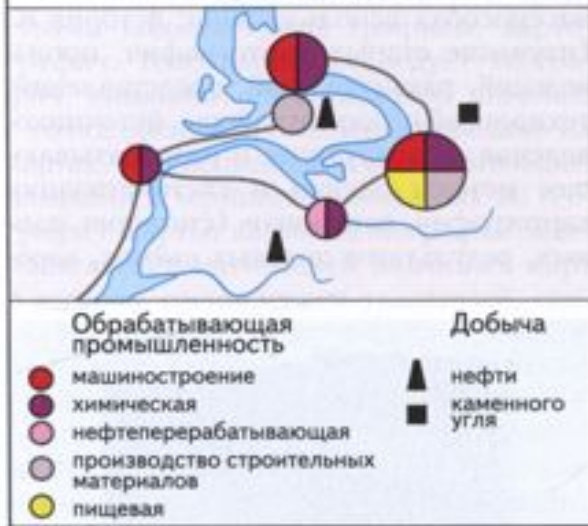 Обрабатывающая
промышленность
машиностроение
химическая
нефтеперерабатывающая
производство строительных
материалов
пищевая
Добыча
нефти
каменного
угля